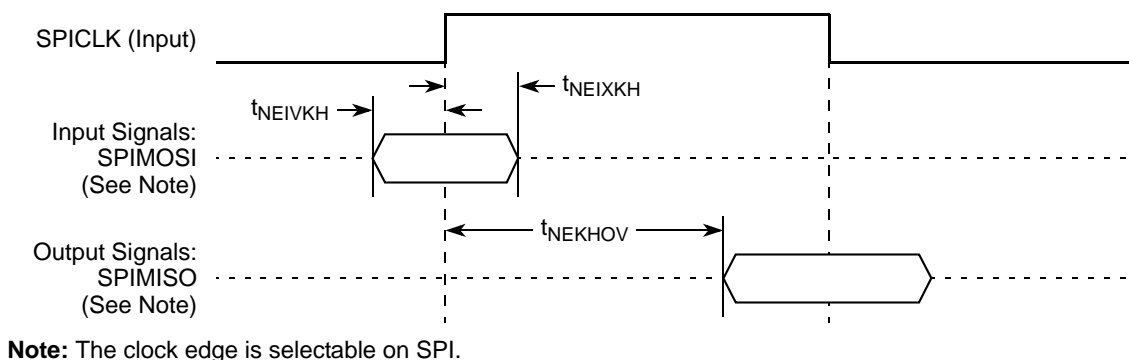 SPICLK (Input)
tNEIXKH
tNEIVKH
Input Signals:
SPIMOSI
(See Note)
tNEKHOV
Output Signals:
SPIMISO
(See Note)
Note: The clock edge is selectable on SPI.